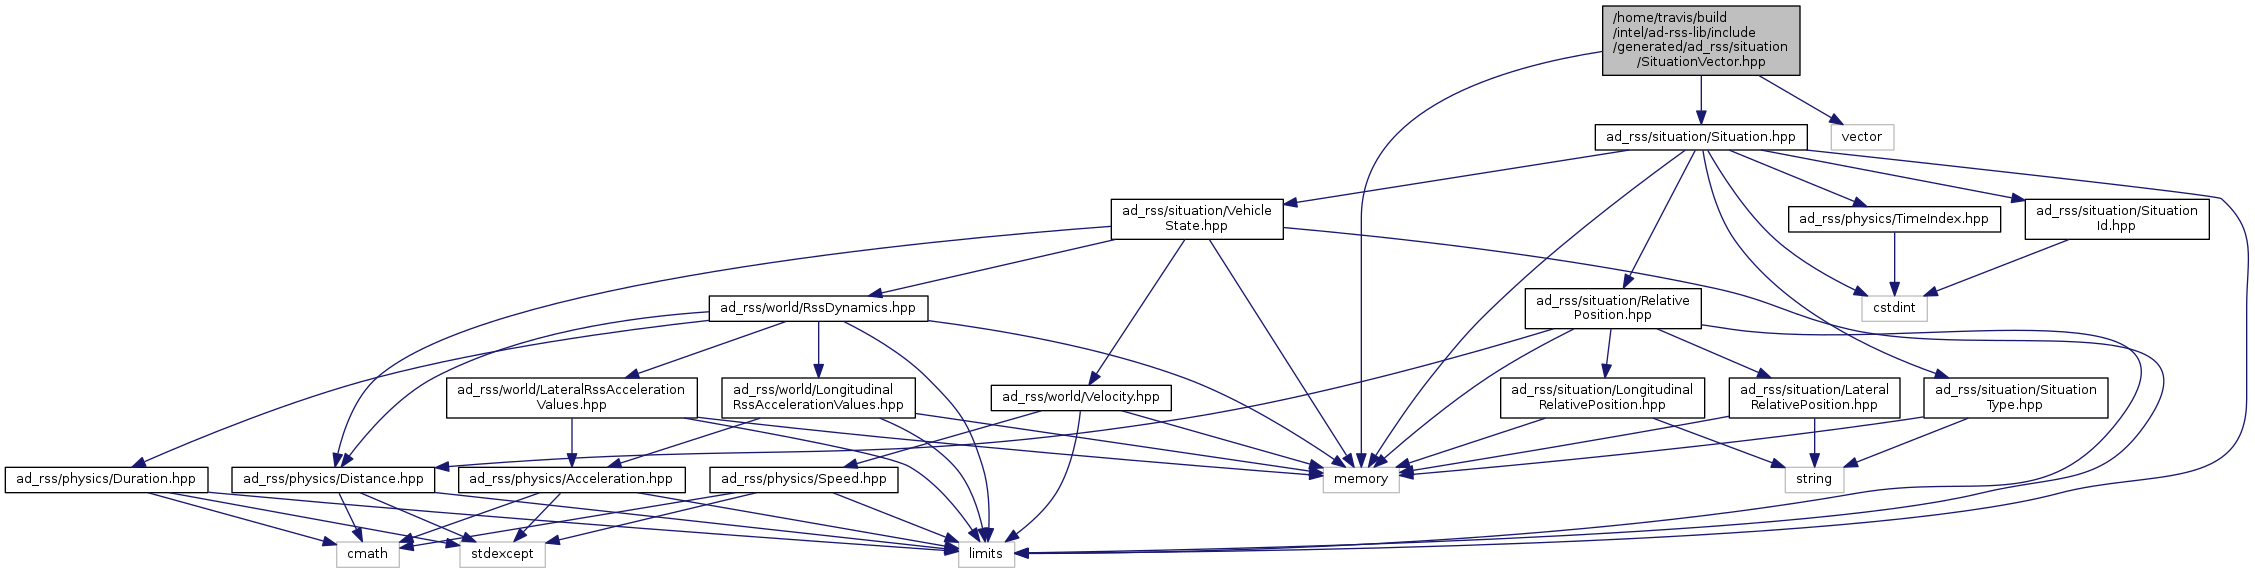 /home/travis/build
/intel/ad-rss-lib/include
/generated/ad_rss/situation
/SituationVector.hpp
ad_rss/situation/Situation.hpp
vector
ad_rss/situation/Vehicle
State.hpp
ad_rss/physics/TimeIndex.hpp
ad_rss/situation/Situation
Id.hpp
ad_rss/world/RssDynamics.hpp
ad_rss/situation/Relative
Position.hpp
cstdint
ad_rss/world/LateralRssAcceleration
Values.hpp
ad_rss/world/Longitudinal
RssAccelerationValues.hpp
ad_rss/world/Velocity.hpp
ad_rss/situation/Longitudinal
RelativePosition.hpp
ad_rss/situation/Lateral
RelativePosition.hpp
ad_rss/situation/Situation
Type.hpp
ad_rss/physics/Duration.hpp
ad_rss/physics/Distance.hpp
ad_rss/physics/Acceleration.hpp
ad_rss/physics/Speed.hpp
memory
string
cmath
stdexcept
limits